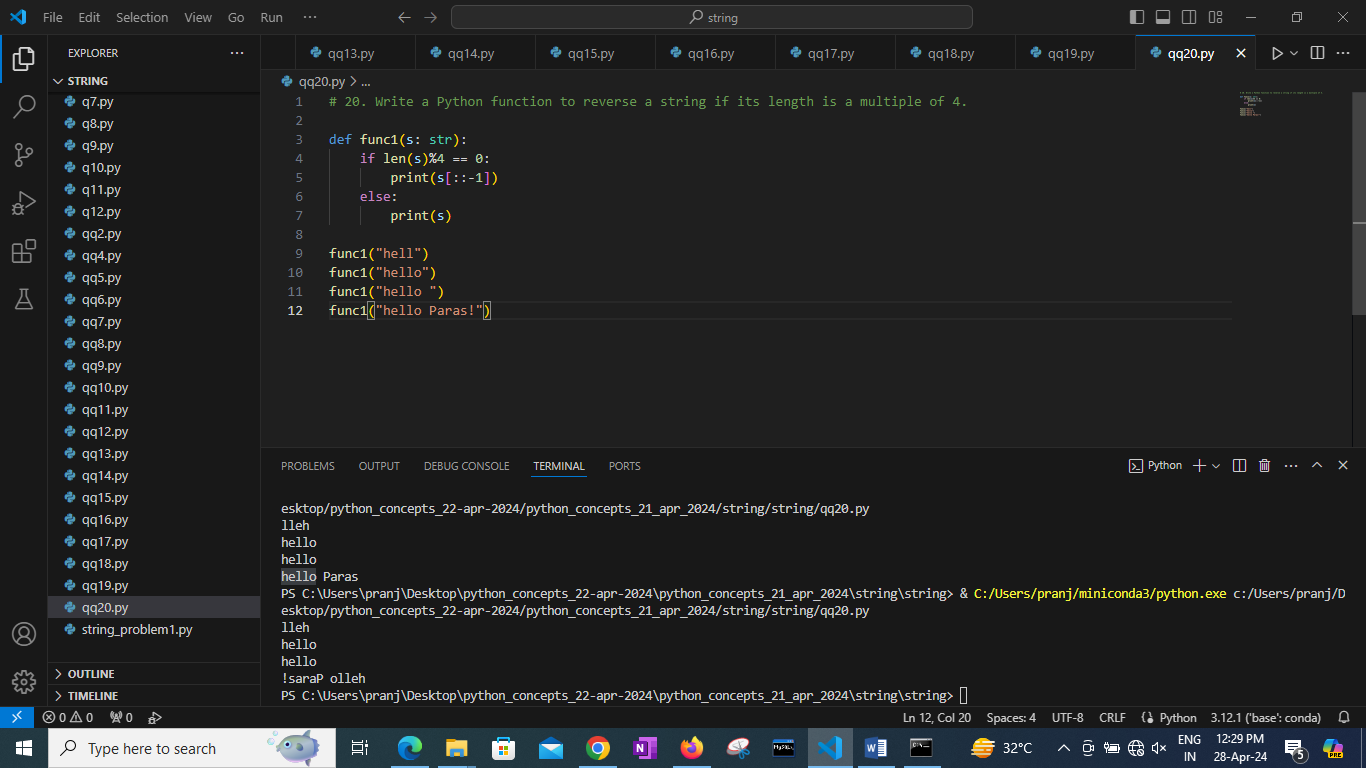 File Edit Selection View Go Run ··· string
EXPLORER ···
STRING
q7.py
q8.py
q9.py
q10.py
q11.py
q12.py
qq2.py
qq4.py
qq5.py
qq6.py
qq7.py
qq8.py
qq9.py
qq10.py
qq11.py
qq12.py
qq13.py
qq14.py
qq15.py
qq16.py
qq17.py
qq18.py
qq19.py
qq20.py
string_problem1.py
OUTLINE
TIMELINE
qq13.py qq14.py qq15.py qq16.py qq17.py qq18.py qq19.py qq20.py
qq20.py > ...
1 # 20. Write a Python function to reverse a string if its length is a multiple of 4.
2
3 def func1(s: str):
4     if len(s)%4 == 0:
5         print(s[::-1])
6     else:
7         print(s)
8
9 func1("hell")
10 func1("hello")
11 func1("hello ")
12 func1("hello Paras!")
PROBLEMS OUTPUT DEBUG CONSOLE TERMINAL PORTS Python
esktop/python_concepts_22-apr-2024/python_concepts_21_apr_2024/string/string/qq20.py
lleh
hello
hello
hello Paras
PS C:\Users\pranj\Desktop\python_concepts_22-apr-2024\python_concepts_21_apr_2024\string\string> & C:/Users/pranj/miniconda3/python.exe c:/Users/pranj/D
esktop/python_concepts_22-apr-2024/python_concepts_21_apr_2024/string/string/qq20.py
lleh
hello
hello
!saraP olleh
PS C:\Users\pranj\Desktop\python_concepts_22-apr-2024\python_concepts_21_apr_2024\string\string>
0 0 0 Ln 12, Col 20 Spaces: 4 UTF-8 CRLF Python 3.12.1 ('base': conda)
Type here to search 32°C ENG IN 12:29 PM 28-Apr-24 5 PRE